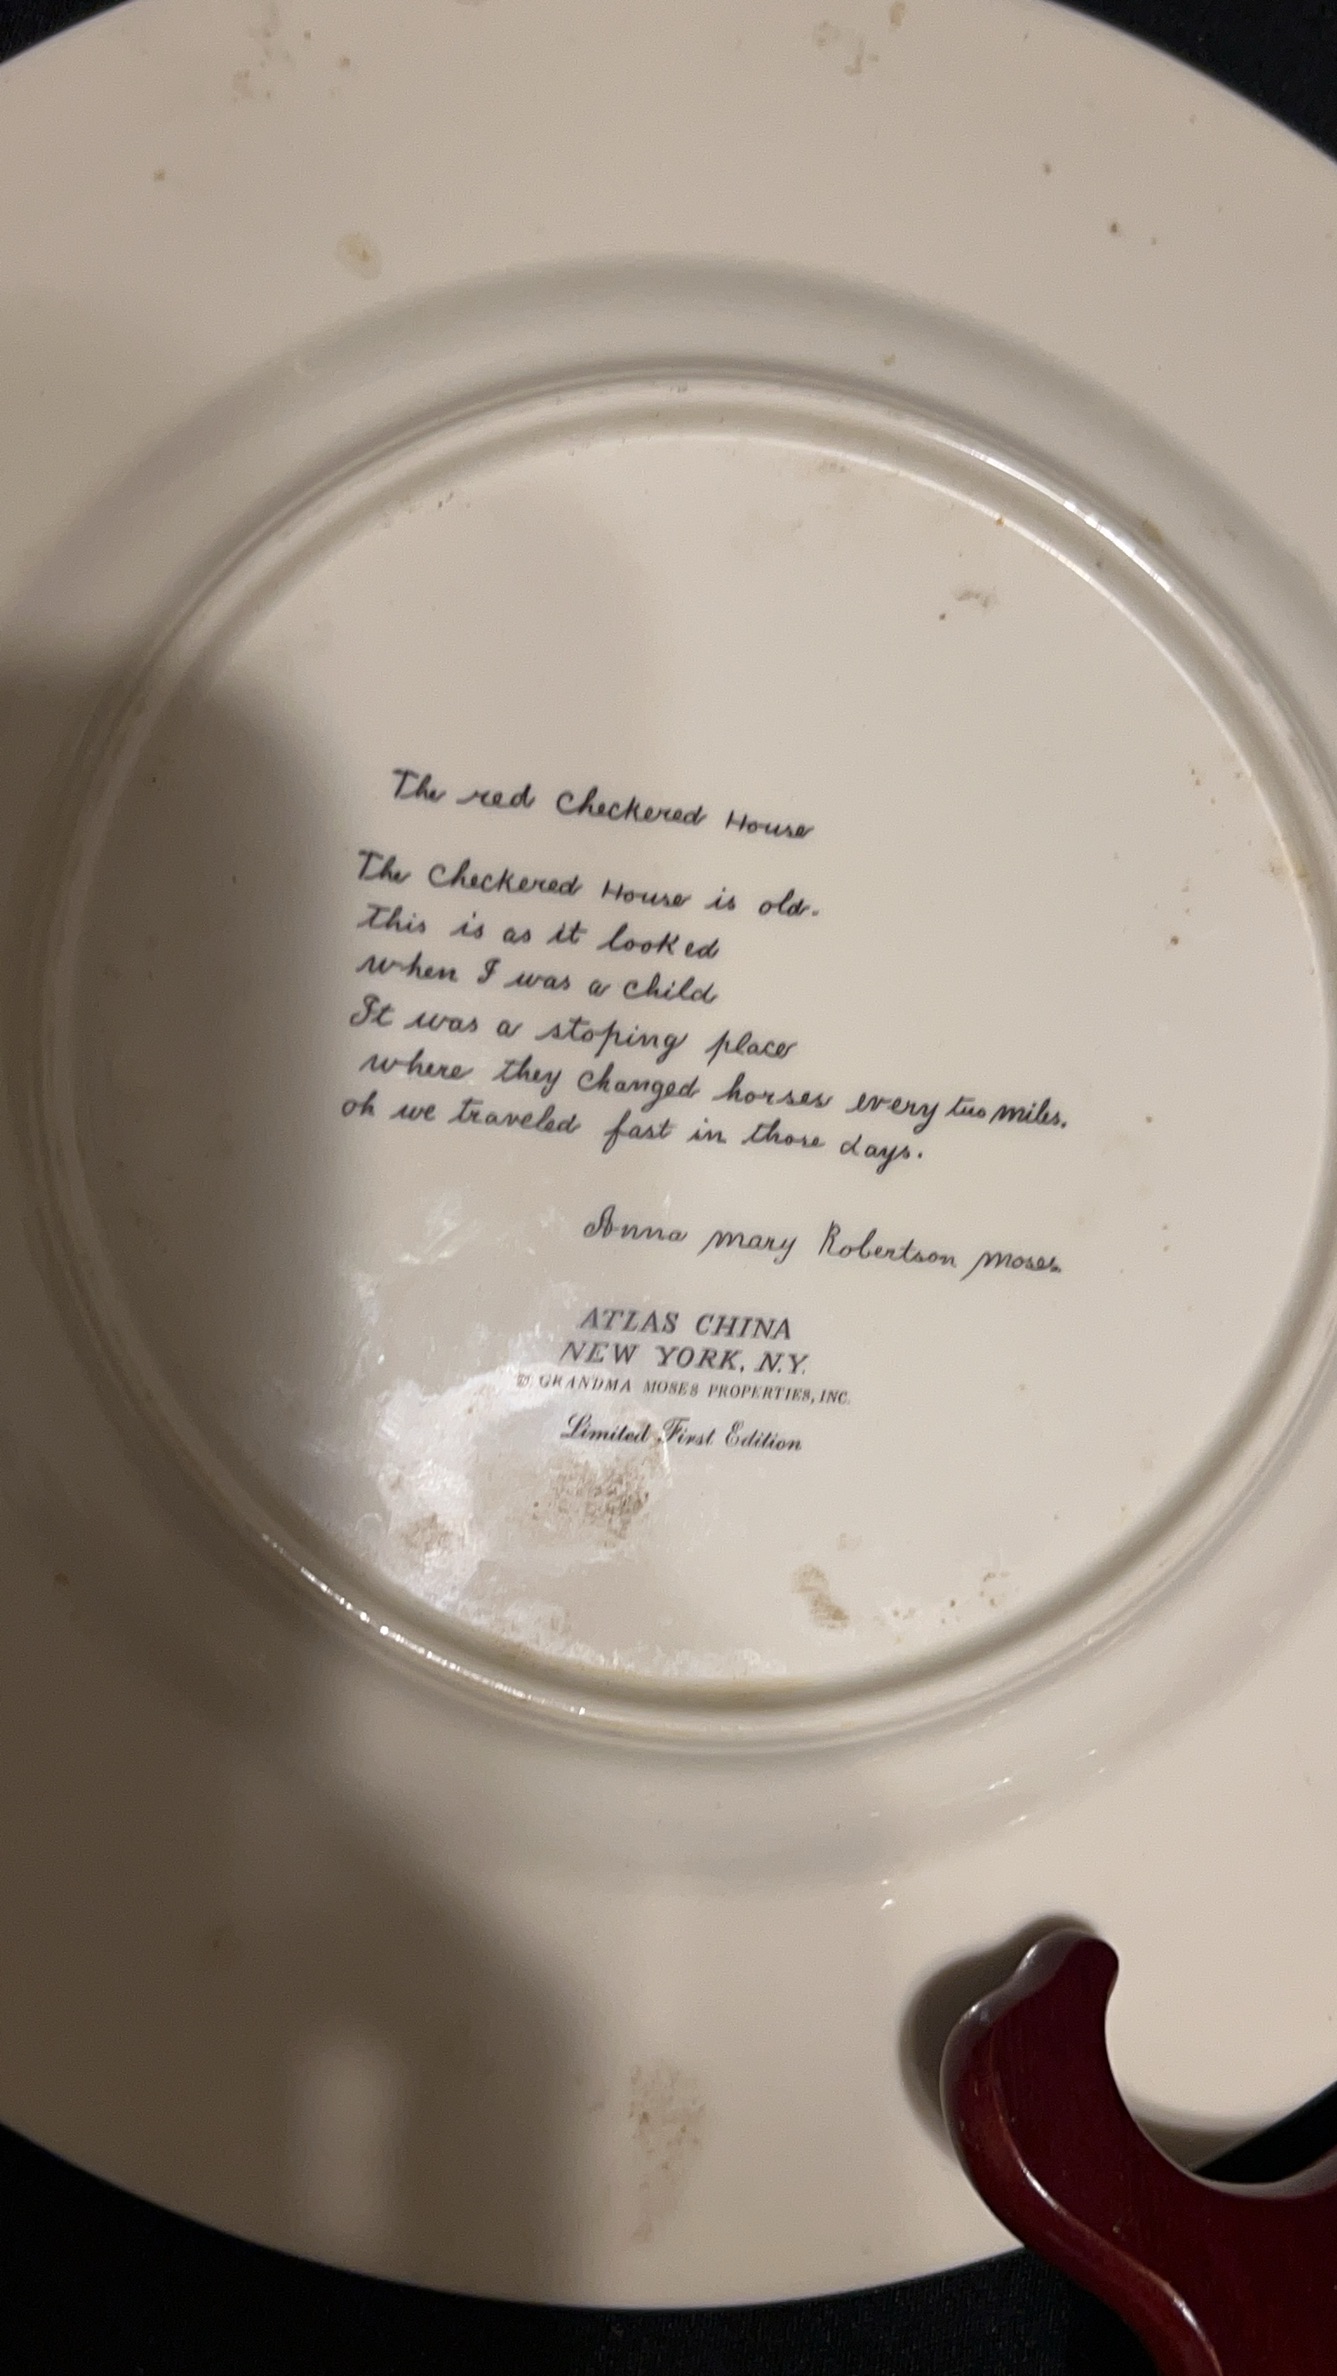 The red Checkered House
The Checkered House is old.
This is as it looked
when I was a child
It was a stoping place
where they changed horses every two miles.
oh we traveled fast in those days.
Anna mary Robertson Moses.
ATLAS CHINA
NEW YORK, N.Y.
© GRANDMA MOSES PROPERTIES, INC.
Limited First Edition